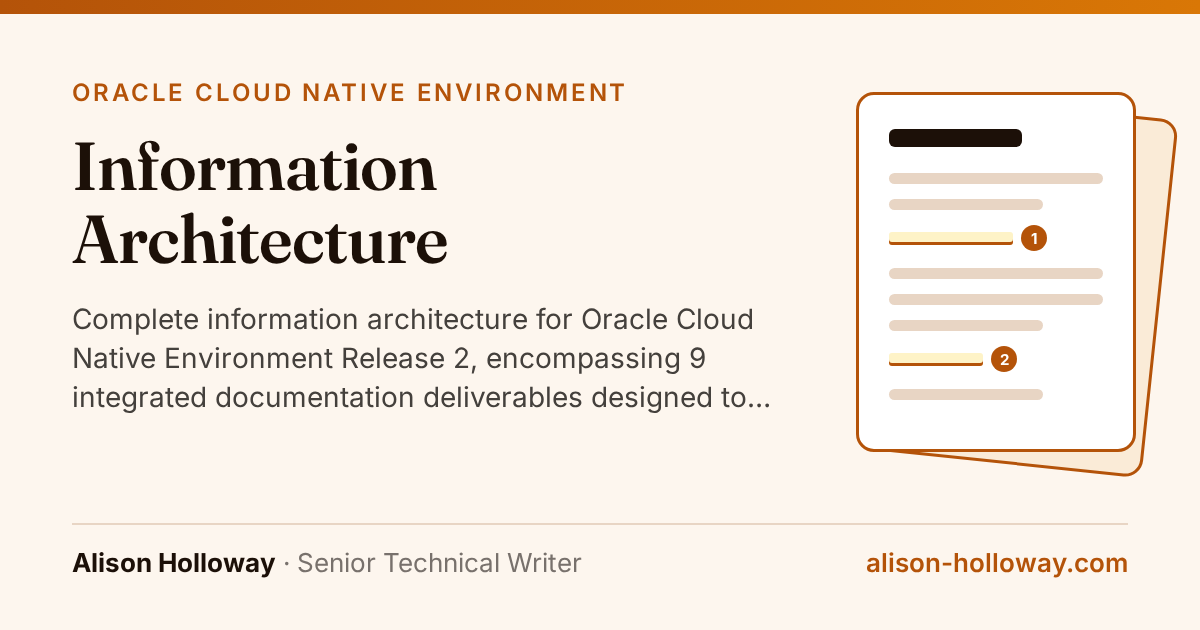 ORACLE CLOUD NATIVE ENVIRONMENT
Information
Architecture
Complete information architecture for Oracle Cloud
Native Environment Release 2, encompassing 9
integrated documentation deliverables designed to...
1
2
Alison Holloway · Senior Technical Writer
alison-holloway.com